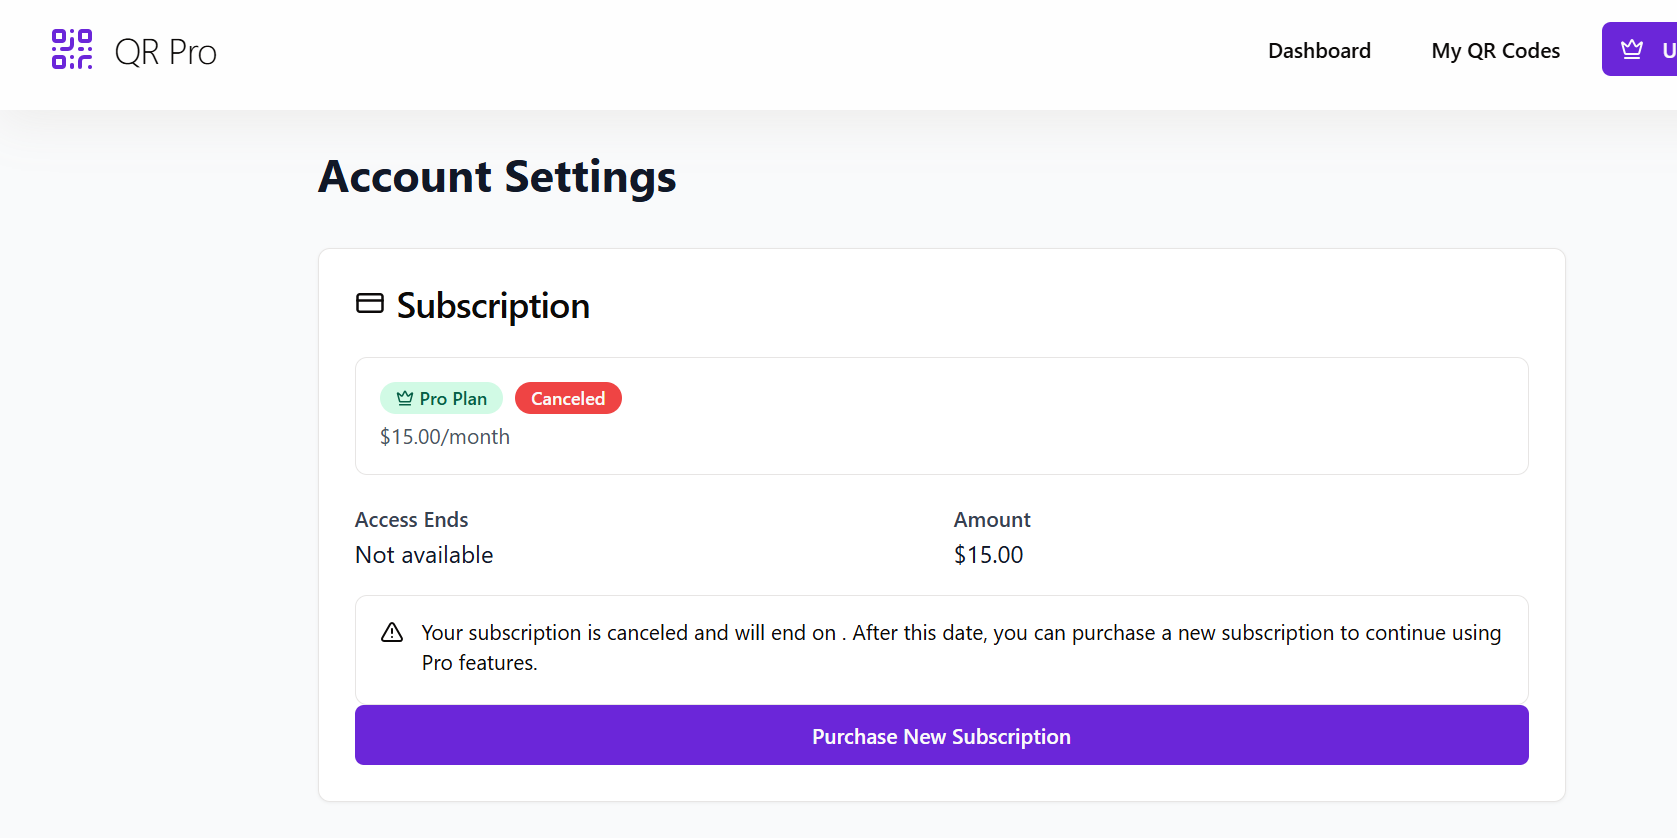 QR Pro
Dashboard
My QR Codes
U
Account Settings
Subscription
Pro Plan
Canceled
$15.00/month
Access Ends
Amount
Not available
$15.00
Your subscription is canceled and will end on . After this date, you can purchase a new subscription to continue using
Pro features.
Purchase New Subscription